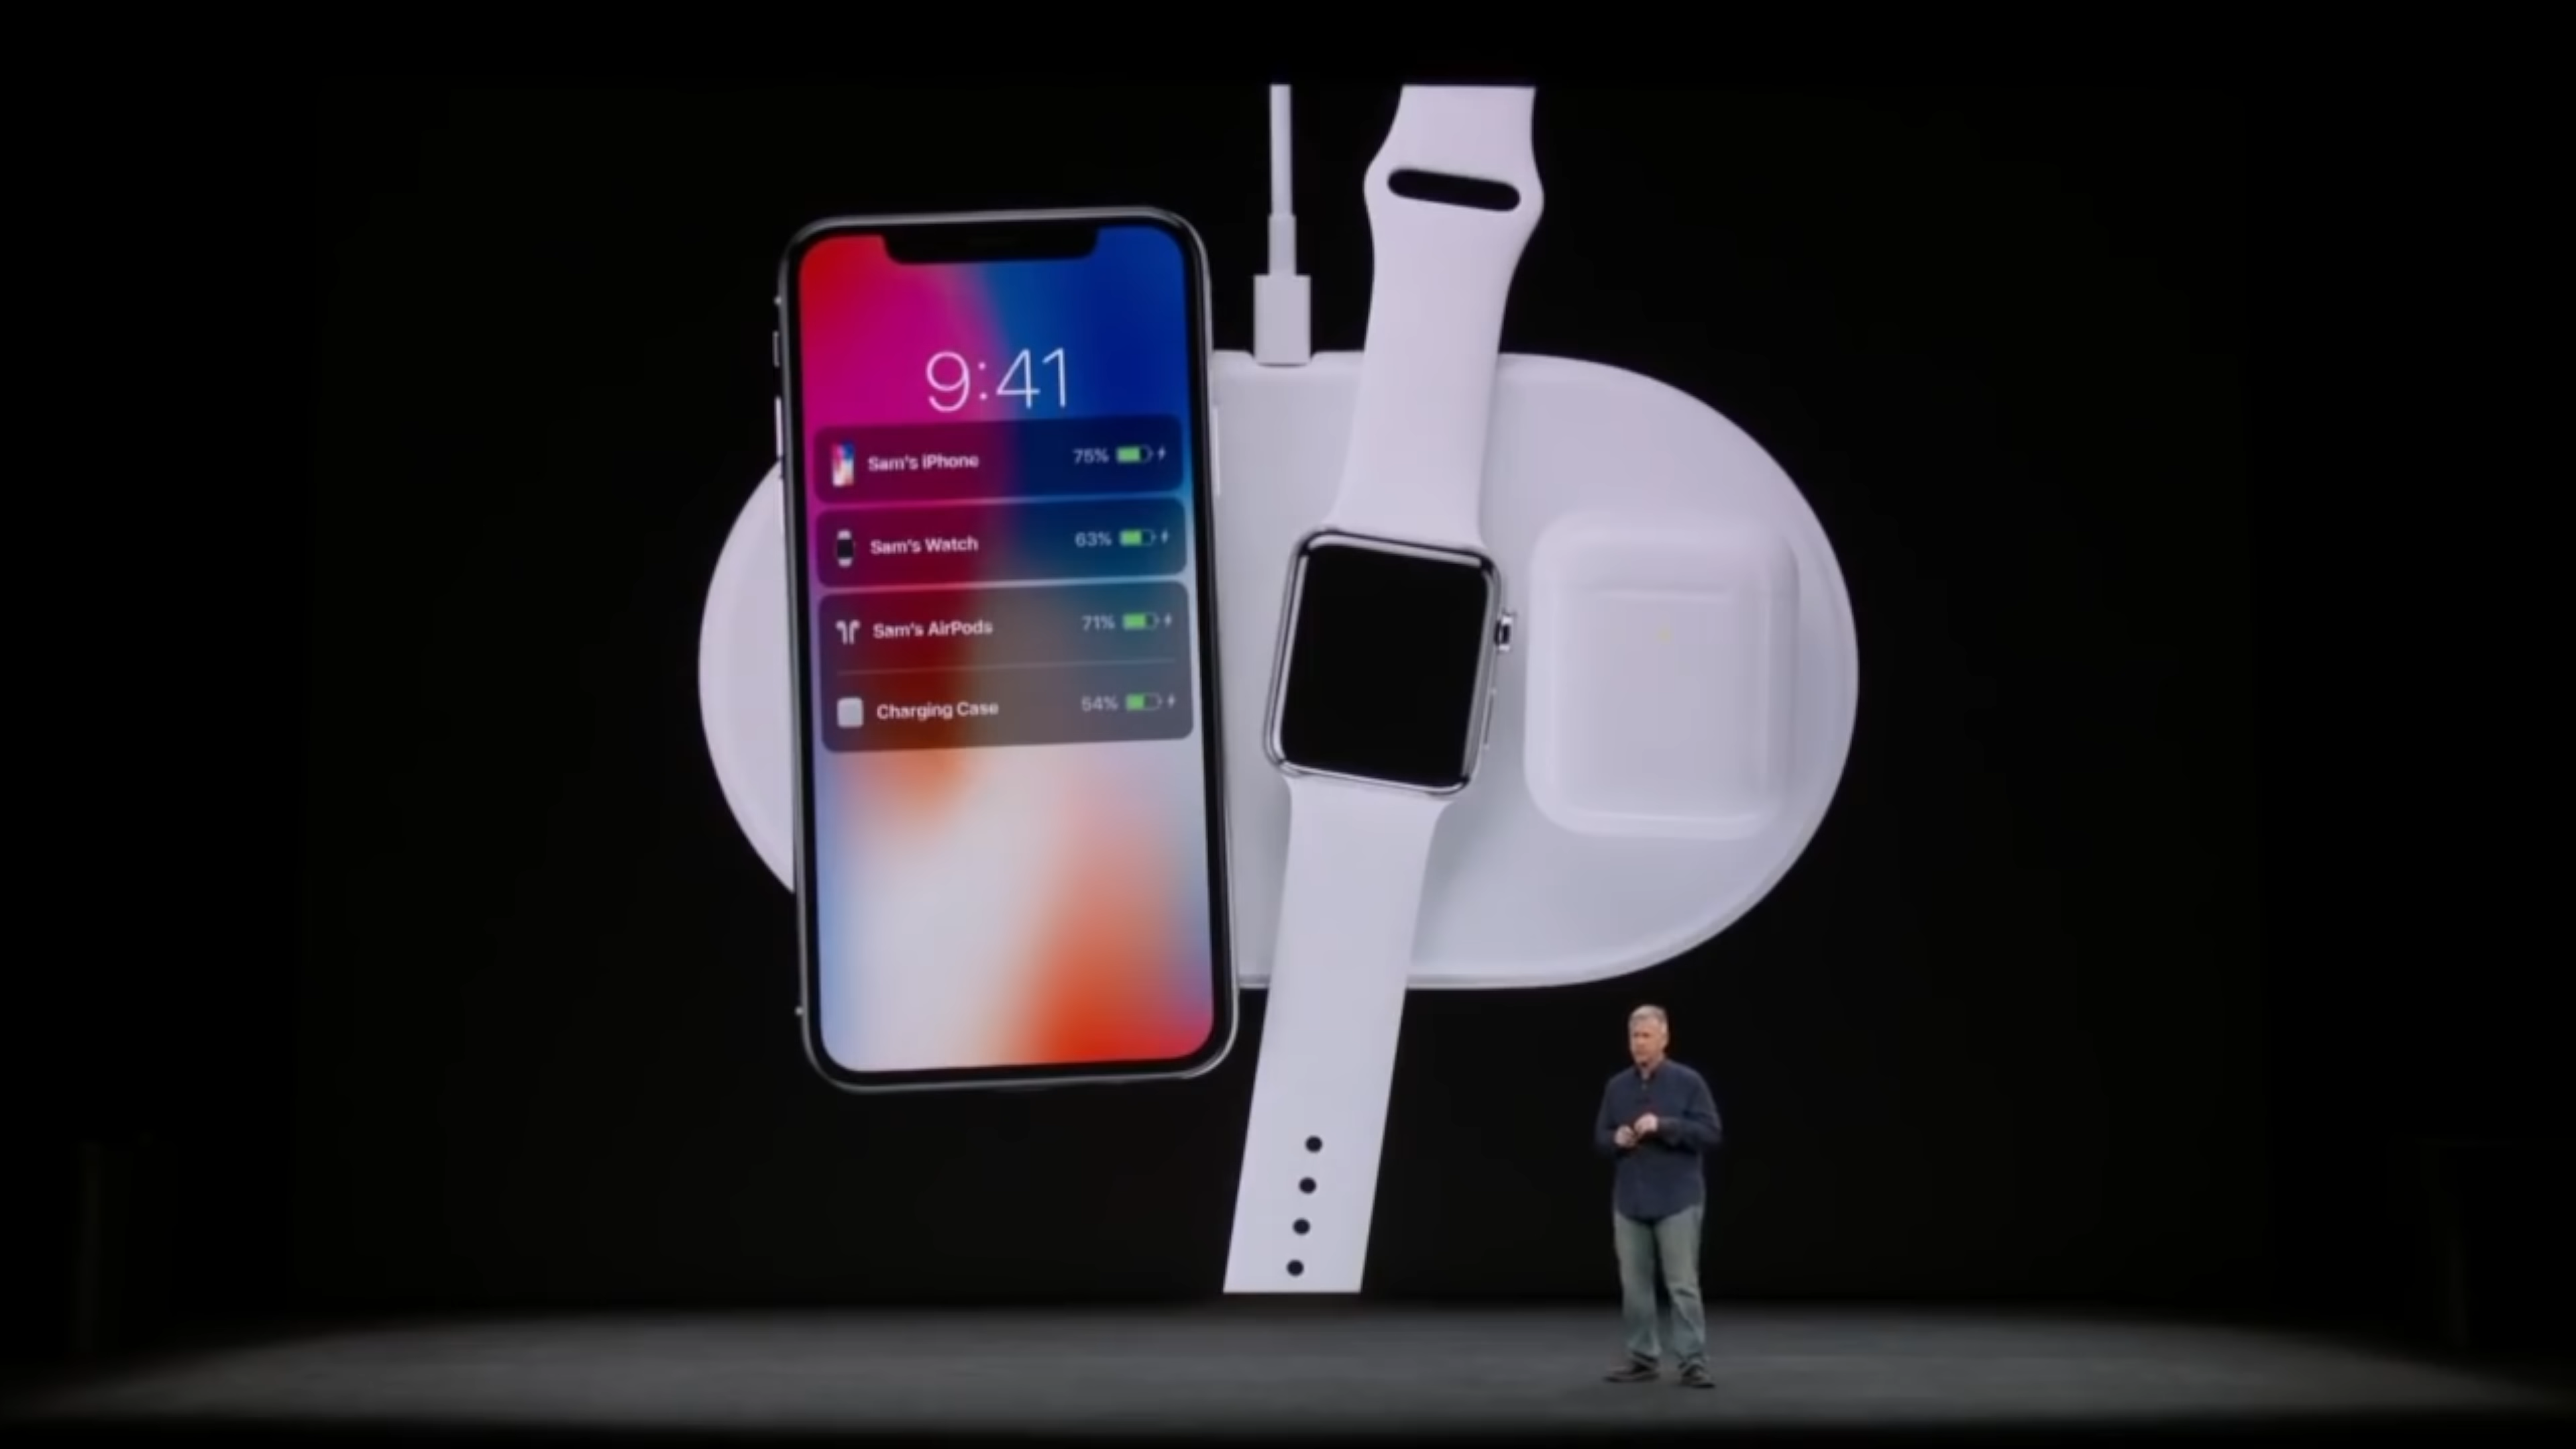 9:41
Sam's iPhone 75%
Sam's Watch 63%
Sam's AirPods 71%
Charging Case 54%